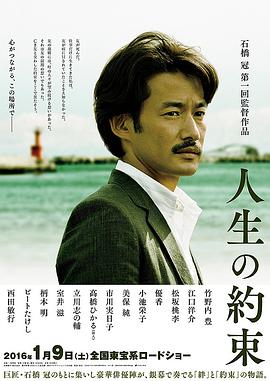 石橋 冠 第一回監督作品
心がつながる、この場所で──
人生の約束
竹野内 豊
江口洋介
松坂桃李
優香
小池栄子
美保 純
市川実日子
高橋ひかる(新人)
立川志の輔
室井 滋
柄本 明
ビートたけし
西田敏行
2016年1月9日(土)全国東宝系ロードショー
巨匠・石橋 冠のもとに集いし豪華俳優陣が、銀幕で奏でる「絆」と「約束」の物語。